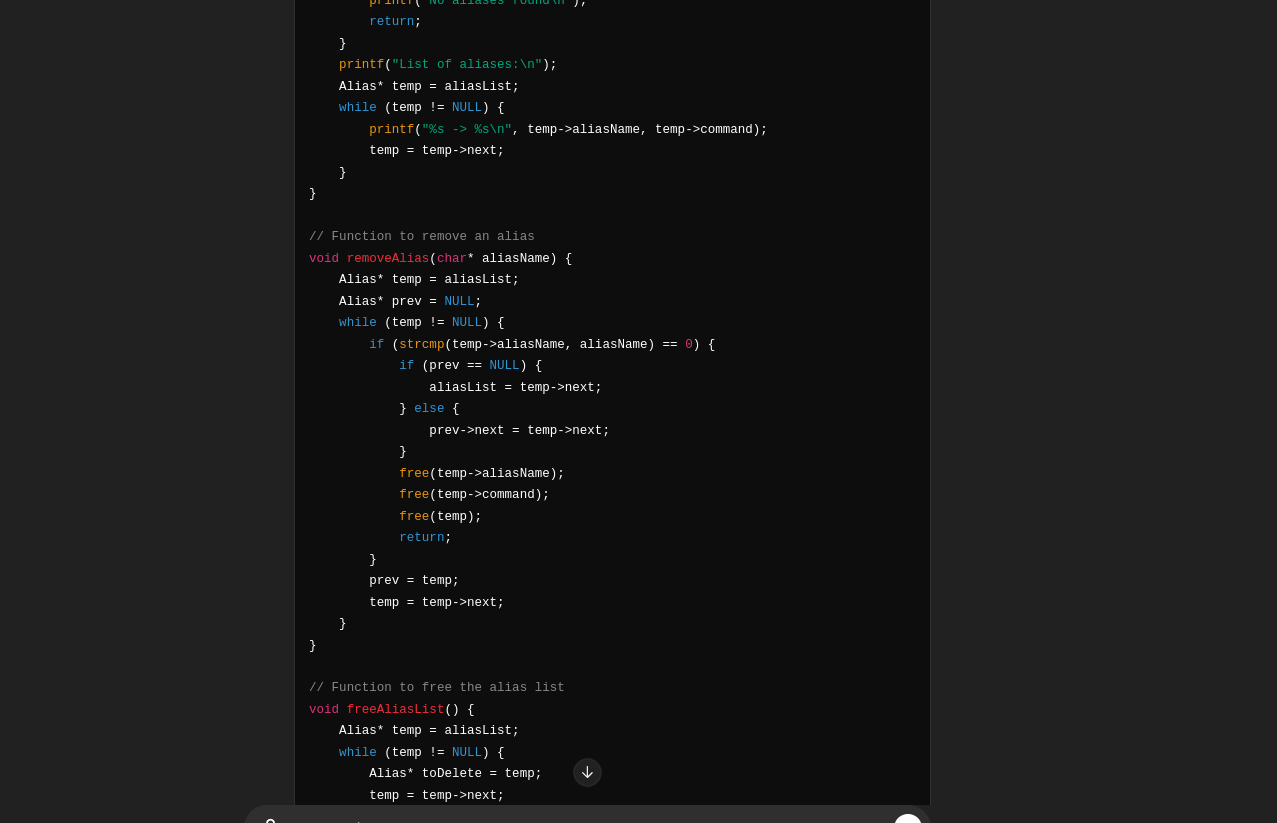 printf("No aliases found\n");
        return;
    }
    printf("List of aliases:\n");
    Alias* temp = aliasList;
    while (temp != NULL) {
        printf("%s -> %s\n", temp->aliasName, temp->command);
        temp = temp->next;
    }
}

// Function to remove an alias
void removeAlias(char* aliasName) {
    Alias* temp = aliasList;
    Alias* prev = NULL;
    while (temp != NULL) {
        if (strcmp(temp->aliasName, aliasName) == 0) {
            if (prev == NULL) {
                aliasList = temp->next;
            } else {
                prev->next = temp->next;
            }
            free(temp->aliasName);
            free(temp->command);
            free(temp);
            return;
        }
        prev = temp;
        temp = temp->next;
    }
}

// Function to free the alias list
void freeAliasList() {
    Alias* temp = aliasList;
    while (temp != NULL) {
        Alias* toDelete = temp;
        temp = temp->next;